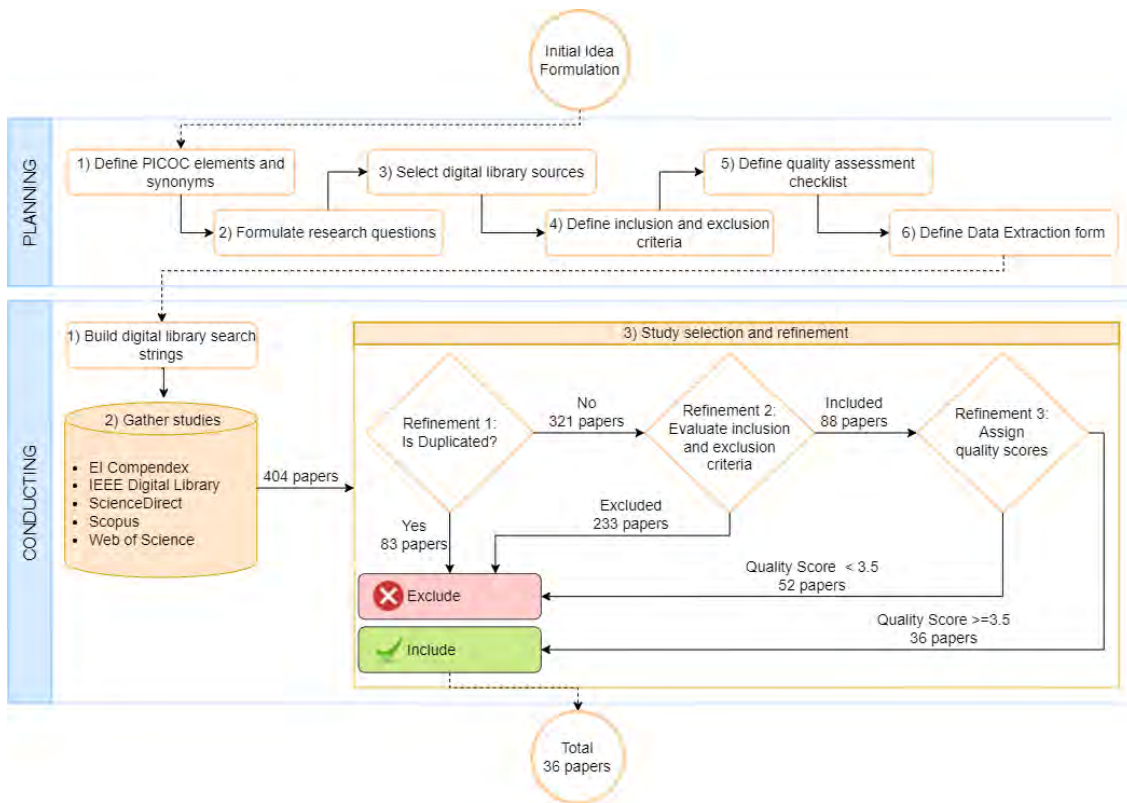 Initial Idea
Formulation
PLANNING
1) Define PICOC elements and
synonyms
2) Formulate research questions
3) Select digital library sources
4) Define inclusion and exclusion
criteria
5) Define quality assessment
checklist
6) Define Data Extraction form
CONDUCTING
1) Build digital library search
strings
2) Gather studies
• EI Compendex
• IEEE Digital Library
• ScienceDirect
• Scopus
• Web of Science
404 papers
3) Study selection and refinement
Refinement 1:
Is Duplicated?
No
321 papers
Refinement 2:
Evaluate inclusion
and exclusion
criteria
Included
88 papers
Refinement 3:
Assign
quality scores
Yes
83 papers
Excluded
233 papers
Quality Score < 3.5
52 papers
Quality Score >=3.5
36 papers
Exclude
Include
Total
36 papers